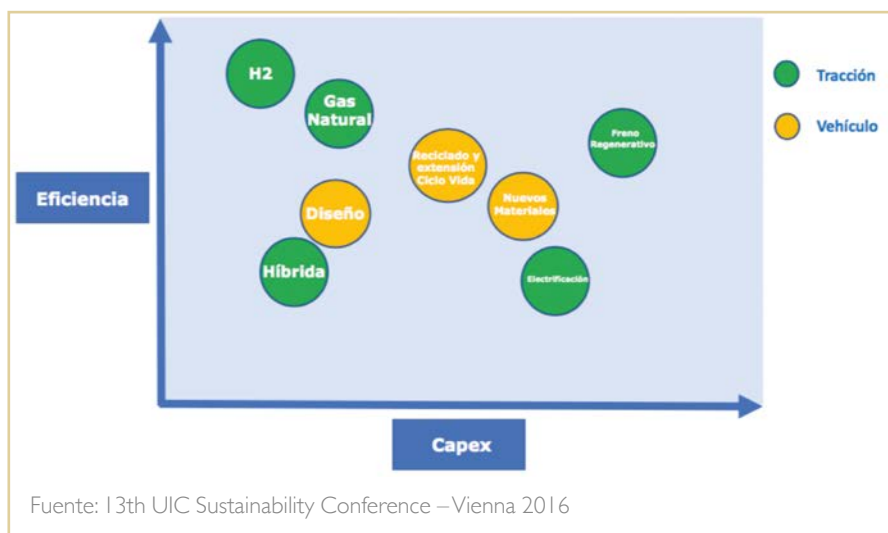 H2
Gas
Natural
Freno
Regenerativo
Reciclado y
extensión
Ciclo Vida
Nuevos
Materiales
Diseño
Híbrida
Electrificación
Tracción
Vehículo
Eficiencia
Capex
Fuente: 13th UIC Sustainability Conference – Vienna 2016